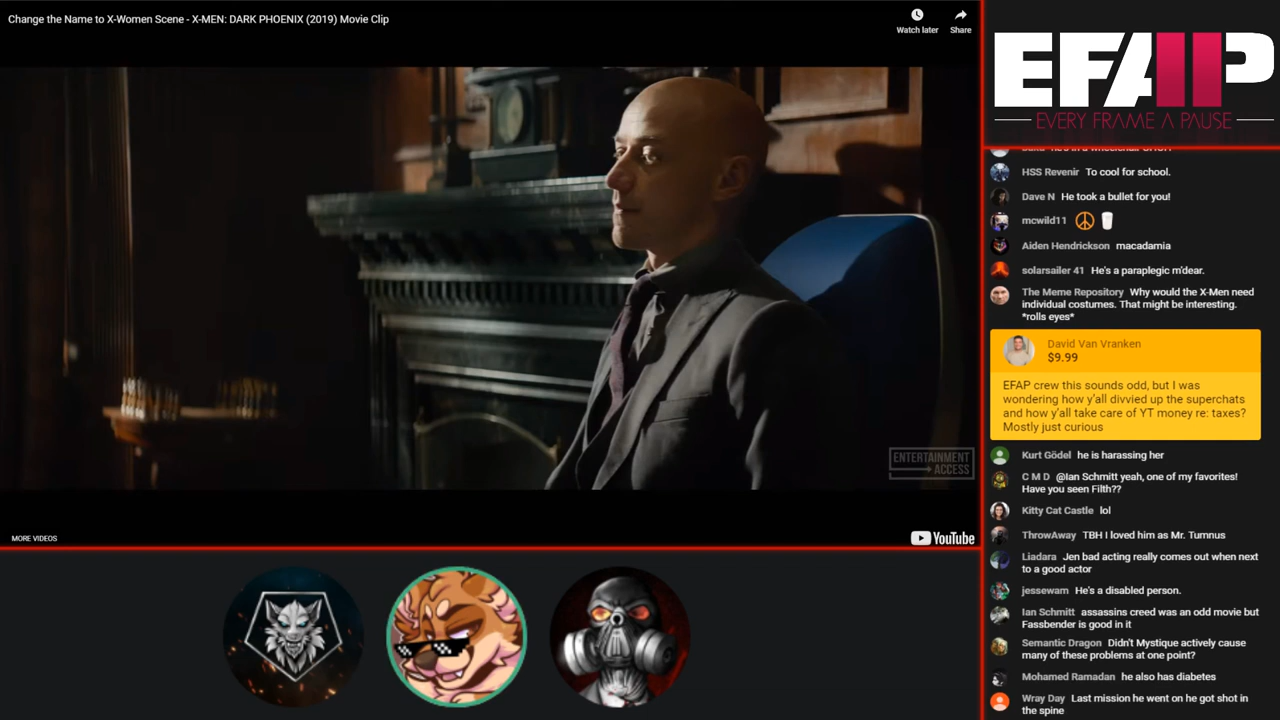 Change the Name to X-Women Scene - X-MEN: DARK PHOENIX (2019) Movie Clip
Watch later
Share
ENTERTAINMENT
ACCESS
MORE VIDEOS
YouTube
EFAP
EVERY FRAME A PAUSE
HSS Revenir To cool for school.
Dave N He took a bullet for you!
mcwild11
Aiden Hendrickson macadamia
solarsailer 41 He's a paraplegic m'dear.
The Meme Repository Why would the X-Men need
individual costumes. That might be interesting.
*rolls eyes*
David Van Vranken
$9.99
EFAP crew this sounds odd, but I was
wondering how y'all divvied up the superchats
and how y'all take care of YT money re: taxes?
Mostly just curious
Kurt Gödel he is harassing her
C M D @Ian Schmitt yeah, one of my favorites!
Have you seen Filth??
Kitty Cat Castle lol
ThrowAway TBH I loved him as Mr. Tumnus
Liadara Jen bad acting really comes out when next
to a good actor
jessewam He's a disabled person.
Ian Schmitt assassins creed was an odd movie but
Fassbender is good in it
Semantic Dragon Didn't Mystique actively cause
many of these problems at one point?
Mohamed Ramadan he also has diabetes
Wray Day Last mission he went on he got shot in
the spine